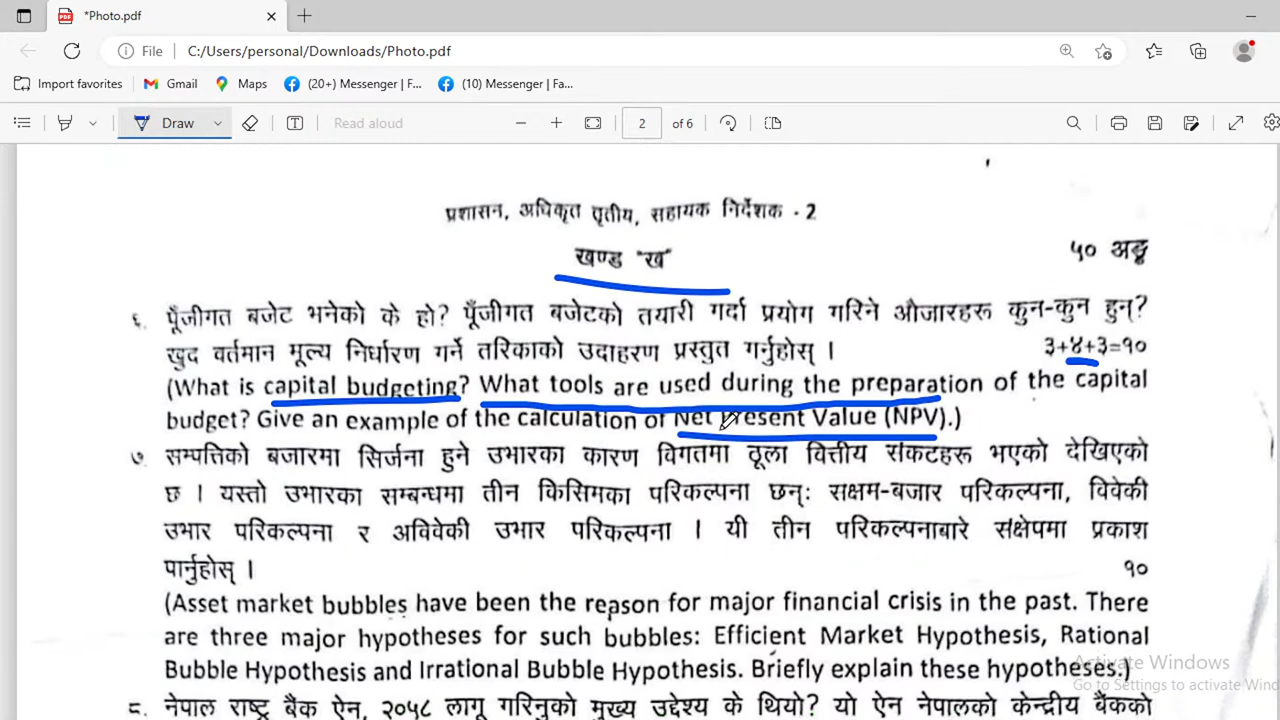 *Photo.pdf
File C:/Users/personal/Downloads/Photo.pdf
Import favorites Gmail Maps (20+) Messenger | F... (10) Messenger | Fa...
Draw Read aloud 2 of 6
प्रशासन, अधिकृत तृतीय, सहायक निर्देशक - 2
खण्ड "ख" ५० अङ्क
६. पूँजीगत बजेट भनेको के हो? पूँजीगत बजेटको तयारी गर्दा प्रयोग गरिने औजारहरू कुन-कुन हुन्?
खुद वर्तमान मूल्य निर्धारण गर्ने तरिकाको उदाहरण प्रस्तुत गर्नुहोस् । ३+४+३=१०
(What is capital budgeting? What tools are used during the preparation of the capital
budget? Give an example of the calculation of Net Present Value (NPV).)
७. सम्पत्तिको बजारमा सिर्जना हुने उभारका कारण विगतमा ठूला वित्तीय संकटहरू भएको देखिएको
छ । यस्तो उभारका सम्बन्धमा तीन किसिमका परिकल्पना छन्ः सक्षम-बजार परिकल्पना, विवेकी
उभार परिकल्पना र अविवेकी उभार परिकल्पना । यी तीन परिकल्पनाबारे संक्षेपमा प्रकाश
पार्नुहोस् । १०
(Asset market bubbles have been the reason for major financial crisis in the past. There
are three major hypotheses for such bubbles: Efficient Market Hypothesis, Rational
Bubble Hypothesis and Irrational Bubble Hypothesis. Briefly explain these hypotheses.)
Activate Windows
Go to Settings to activate Win
८. नेपाल राष्ट्र बैंक ऐन, २०५८ लागू गरिनुको मुख्य उद्देश्य के थियो? यो ऐन नेपालको केन्द्रीय बैंकको